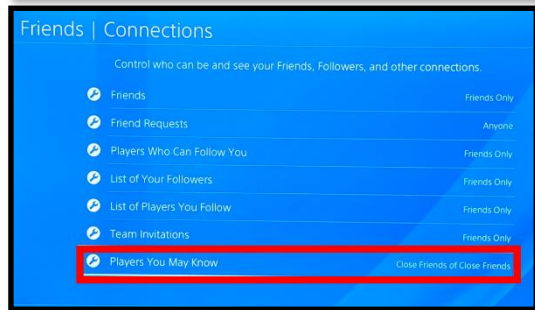 Friends | Connections
Control who can be and see your Friends, Followers, and other connections.
Friends Friends Only
Friend Requests Anyone
Players Who Can Follow You Friends Only
List of Your Followers Friends Only
List of Players You Follow Friends Only
Team Invitations Friends Only
Players You May Know Close Friends of Close Friends